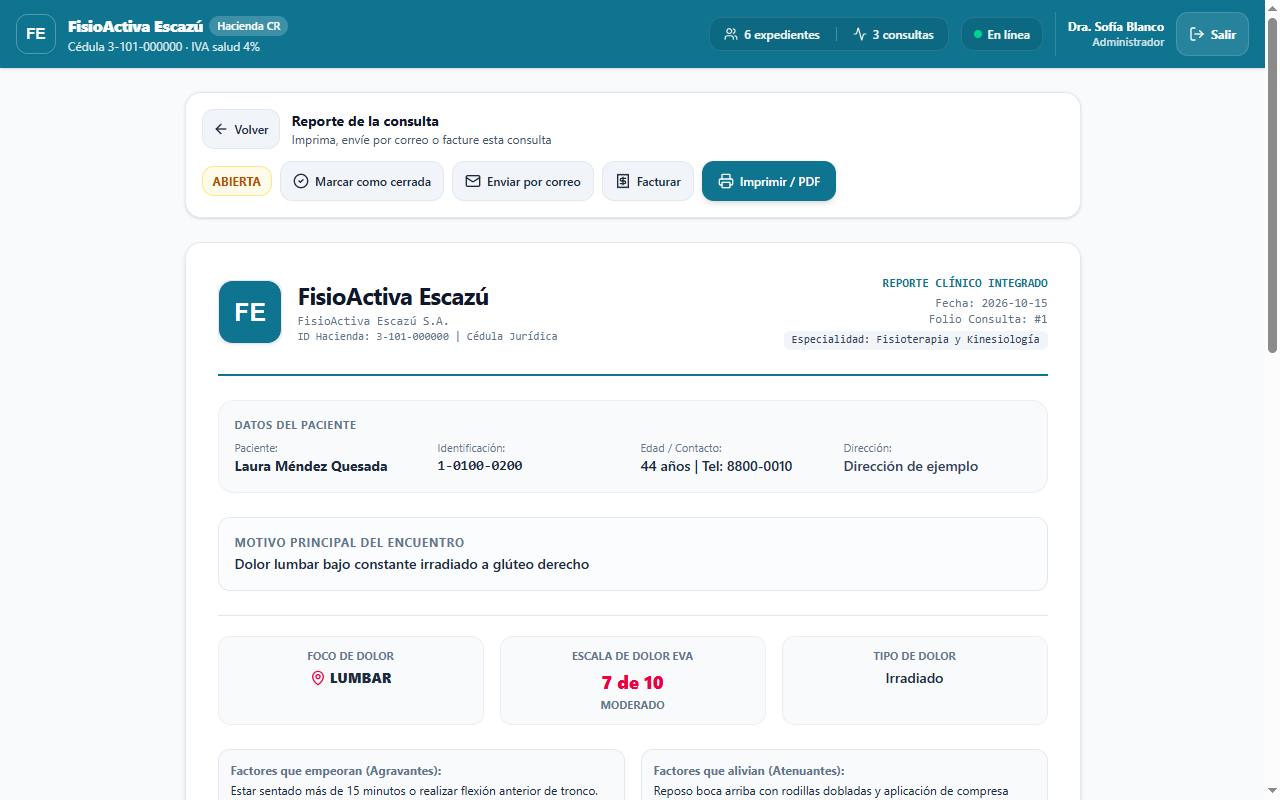 FE
FisioActiva Escazú
Hacienda CR
Cédula 3-101-000000 · IVA salud 4%
6 expedientes
3 consultas
En línea
Dra. Sofía Blanco
Administrador
Salir
Volver
Reporte de la consulta
Imprima, envíe por correo o facture esta consulta
ABIERTA
Marcar como cerrada
Enviar por correo
Facturar
Imprimir / PDF
FE
FisioActiva Escazú
FisioActiva Escazú S.A.
ID Hacienda: 3-101-000000 | Cédula Jurídica
REPORTE CLÍNICO INTEGRADO
Fecha: 2026-10-15
Folio Consulta: #1
Especialidad: Fisioterapia y Kinesiología
DATOS DEL PACIENTE
Paciente:
Laura Méndez Quesada
Identificación:
1-0100-0200
Edad / Contacto:
44 años | Tel: 8800-0010
Dirección:
Dirección de ejemplo
MOTIVO PRINCIPAL DEL ENCUENTRO
Dolor lumbar bajo constante irradiado a glúteo derecho
FOCO DE DOLOR
LUMBAR
ESCALA DE DOLOR EVA
7 de 10
MODERADO
TIPO DE DOLOR
Irradiado
Factores que empeoran (Agravantes):
Estar sentado más de 15 minutos o realizar flexión anterior de tronco.
Factores que alivian (Atenuantes):
Reposo boca arriba con rodillas dobladas y aplicación de compresa